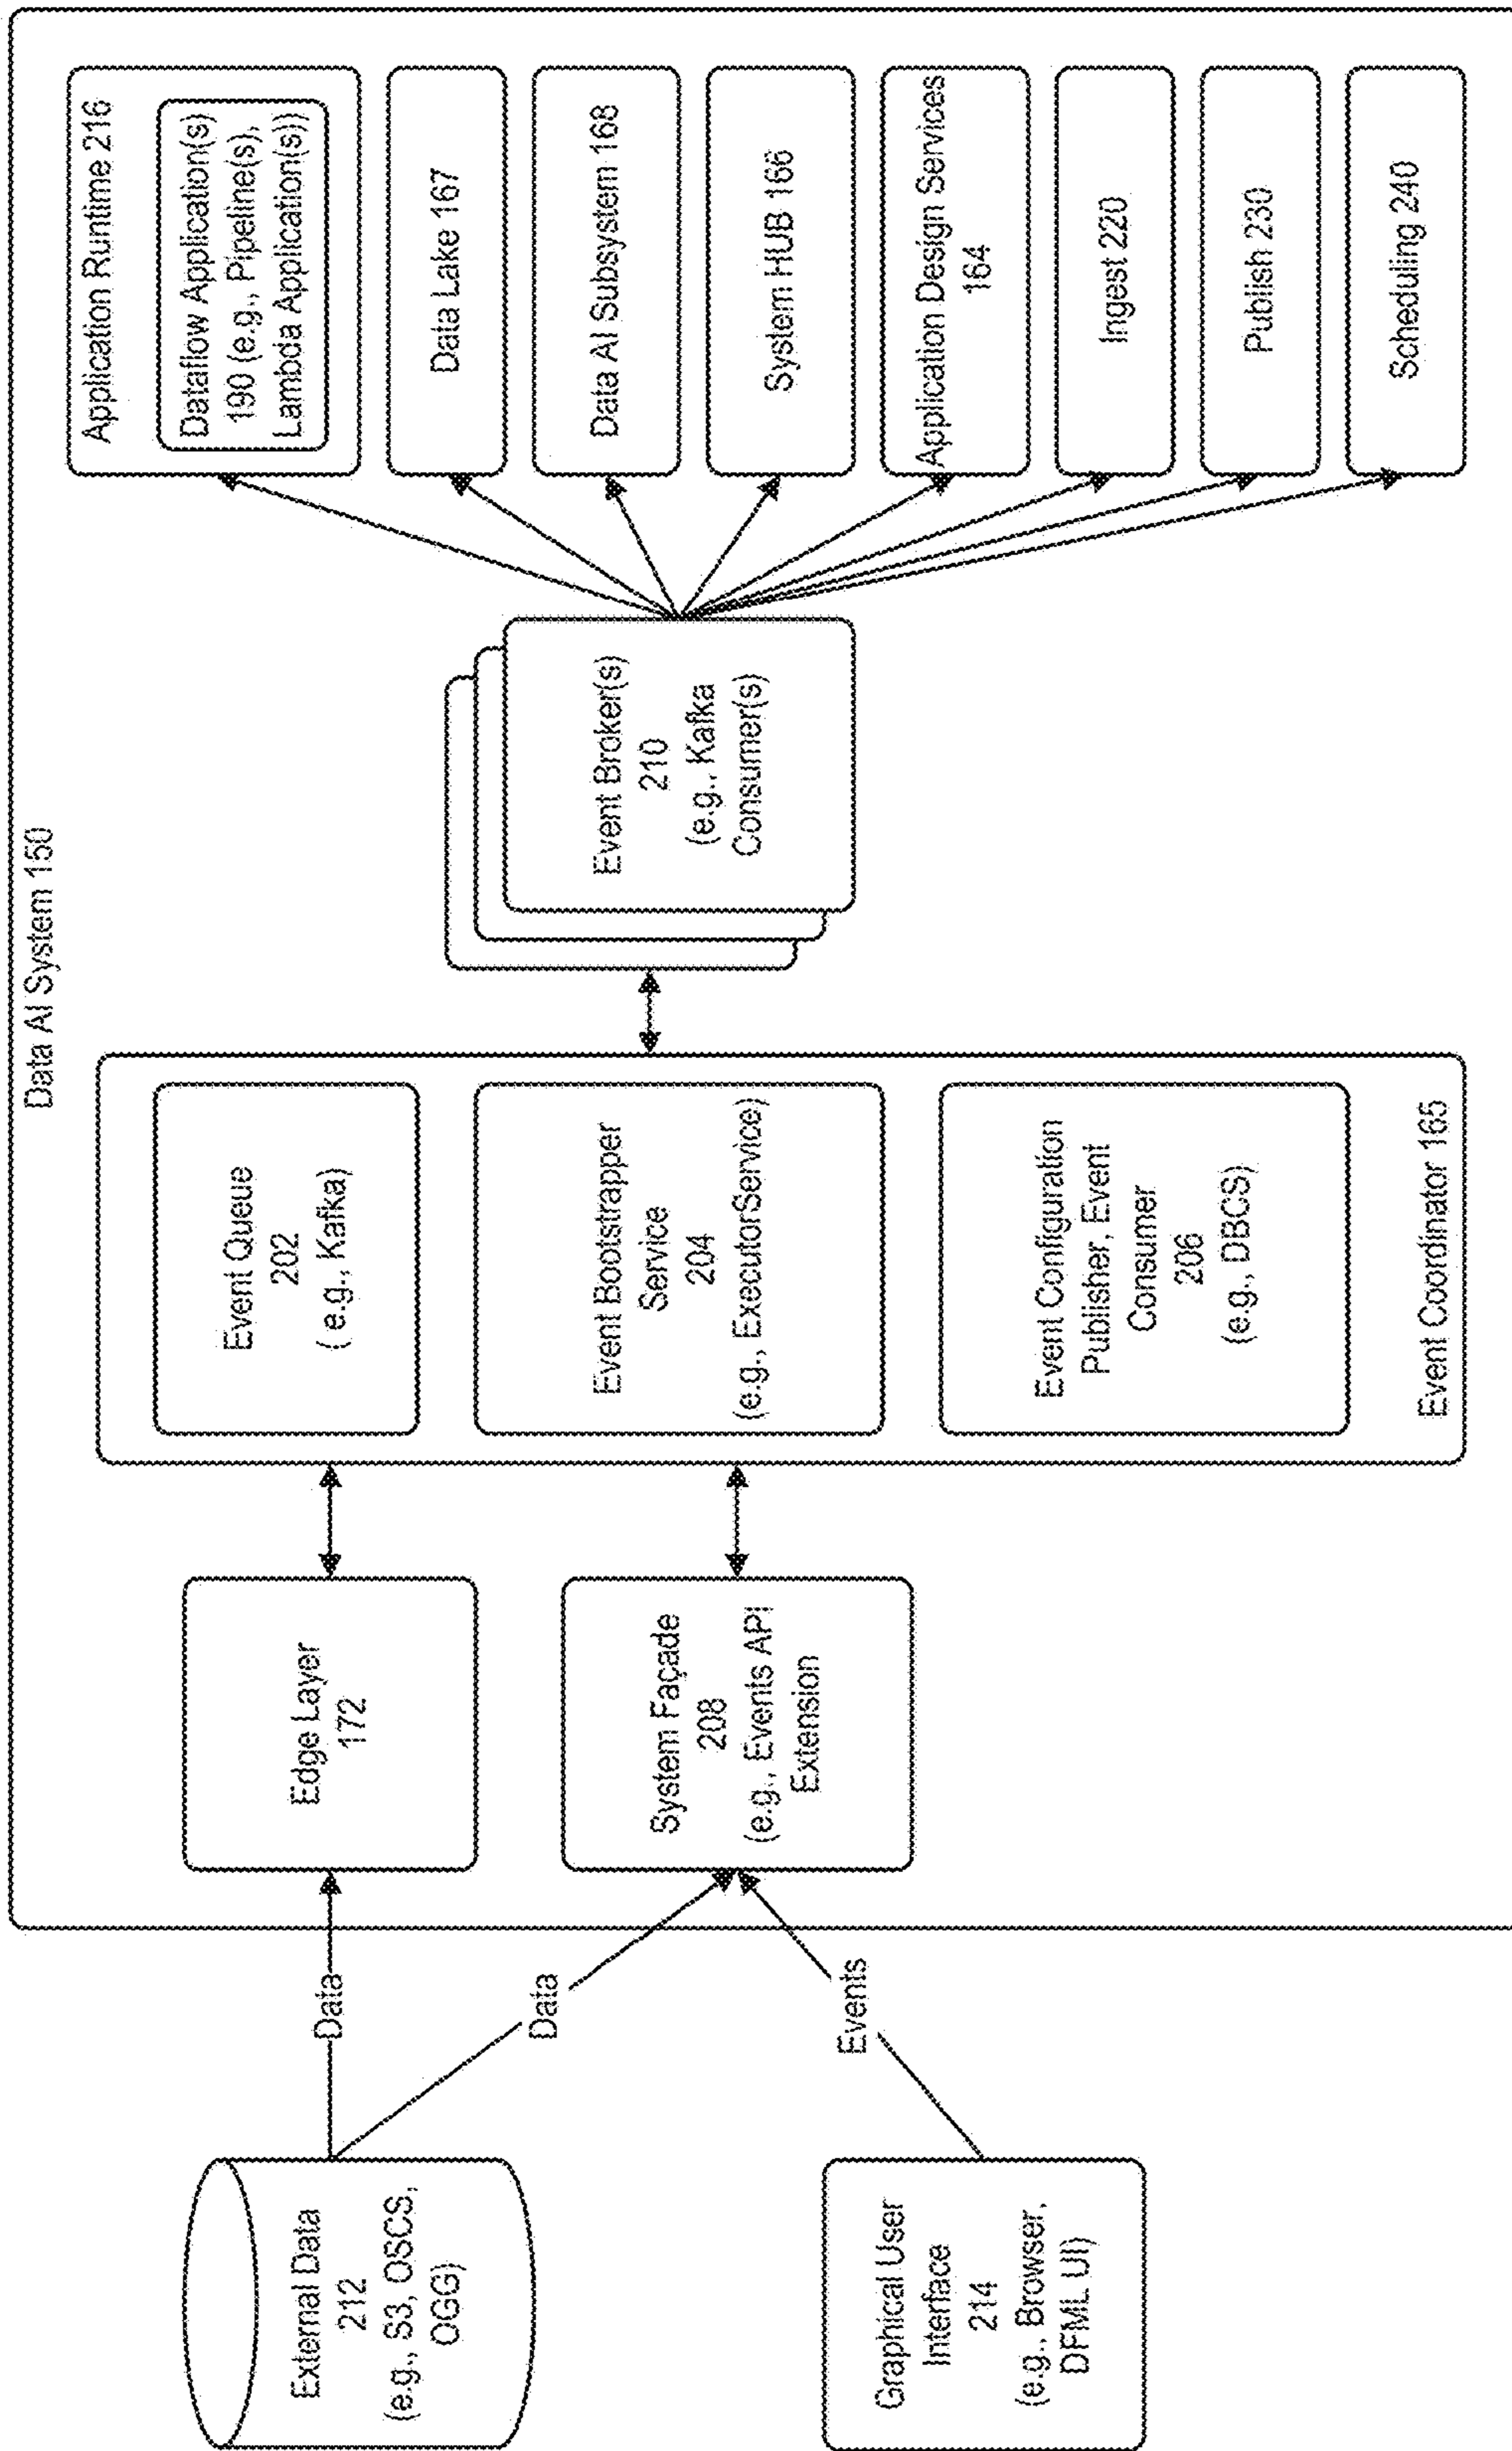 Data AI System 150
External Data
212
(e.g., S3, OSCS,
OGG)
Graphical User
Interface
214
(e.g., Browser,
DFML UI)
Data
Data
Events
Edge Layer
172
System Façade
208
(e.g., Events API
Extension
Event Queue
202
( e.g., Kafka)
Event Bootstrapper
Service
204
(e.g., ExecutorService)
Event Configuration
Publisher, Event
Consumer
206
(e.g., DBCS)
Event Coordinator 165
Event Broker(s)
210
(e.g., Kafka
Consumer(s)
Application Runtime 216
Dataflow Application(s)
190 (e.g., Pipeline(s),
Lambda Application(s))
Data Lake 167
Data AI Subsystem 168
System HUB 166
Application Design Services
164
Ingest 220
Publish 230
Scheduling 240